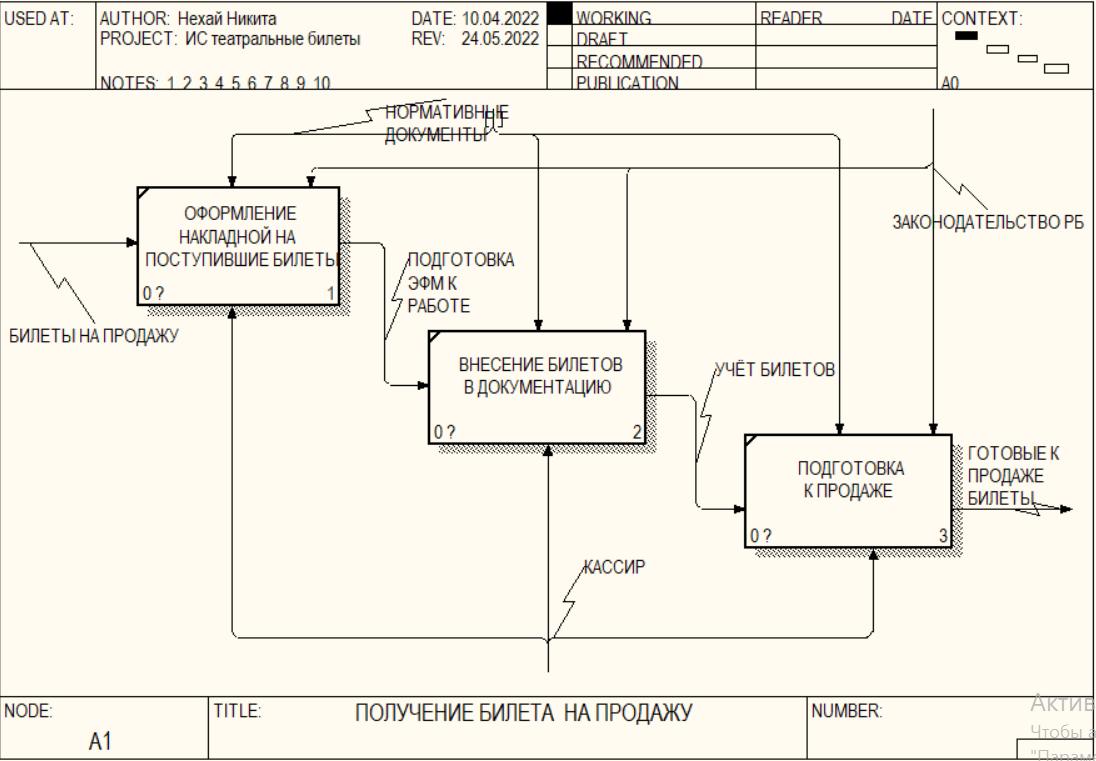 USED AT:
AUTHOR: Нехай Никита
DATE: 10.04.2022
WORKING
READER
DATE
CONTEXT:
PROJECT: ИС театральные билеты
REV: 24.05.2022
DRAFT
RECOMMENDED
NOTES: 1 2 3 4 5 6 7 8 9 10
PUBLICATION
A0
НОРМАТИВНЫЕ
ДОКУМЕНТЫ
ЗАКОНОДАТЕЛЬСТВО РБ
ОФОРМЛЕНИЕ
НАКЛАДНОЙ НА
ПОСТУПИВШИЕ БИЛЕТЫ
0 ?
1
БИЛЕТЫ НА ПРОДАЖУ
ПОДГОТОВКА
ЭФМ К
РАБОТЕ
ВНЕСЕНИЕ БИЛЕТОВ
В ДОКУМЕНТАЦИЮ
0 ?
2
УЧЁТ БИЛЕТОВ
ПОДГОТОВКА
К ПРОДАЖЕ
0 ?
3
ГОТОВЫЕ К
ПРОДАЖЕ
БИЛЕТЫ
КАССИР
NODE:
TITLE:
ПОЛУЧЕНИЕ БИЛЕТА НА ПРОДАЖУ
NUMBER:
A1
Актив
Чтобы а
"Парам